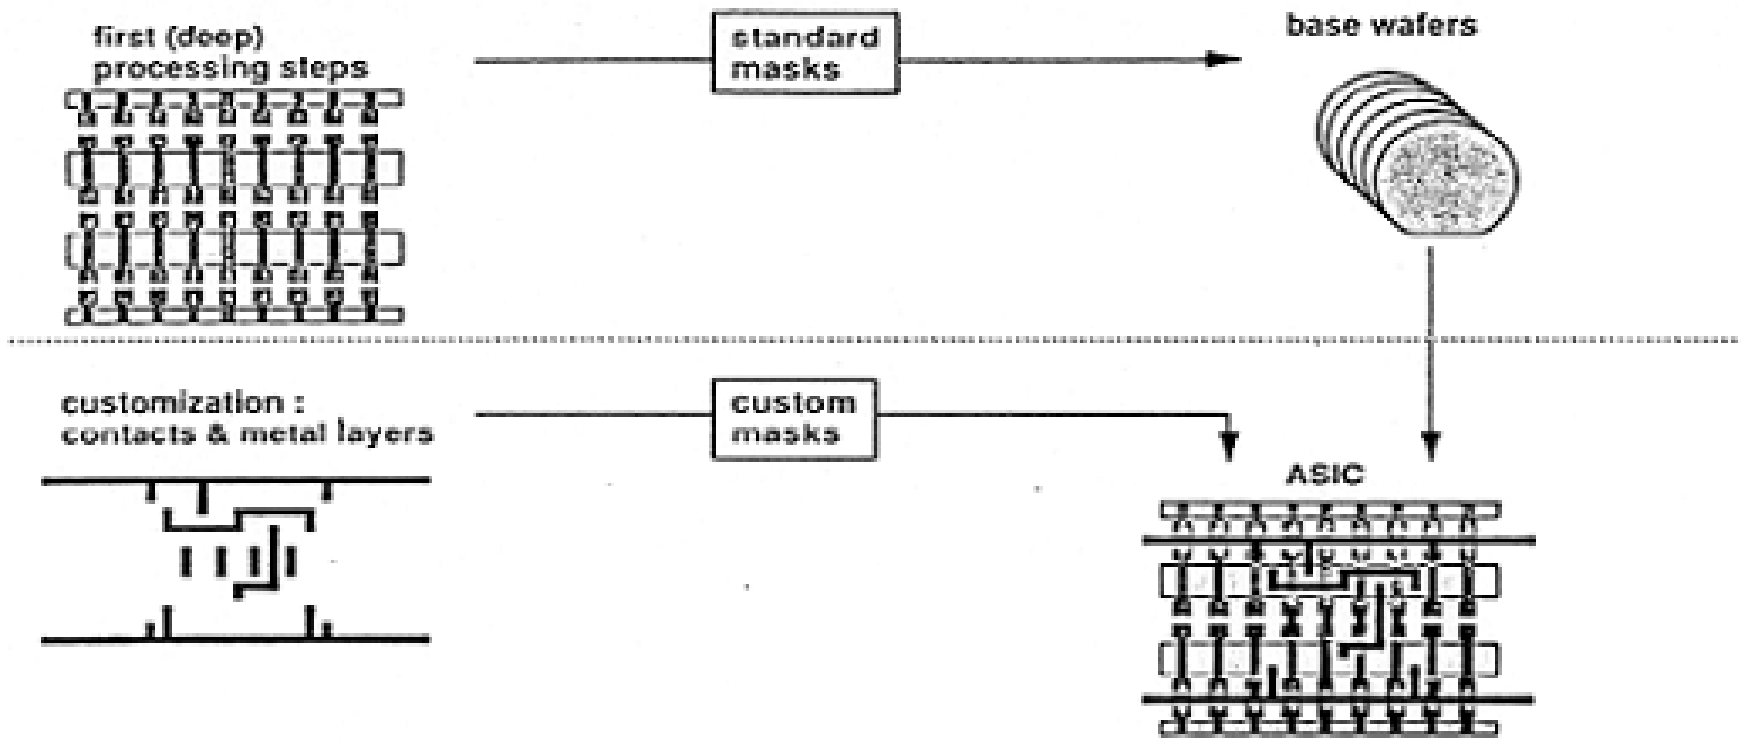 first (deep)
processing steps
standard
masks
base wafers
customization :
contacts & metal layers
custom
masks
ASIC